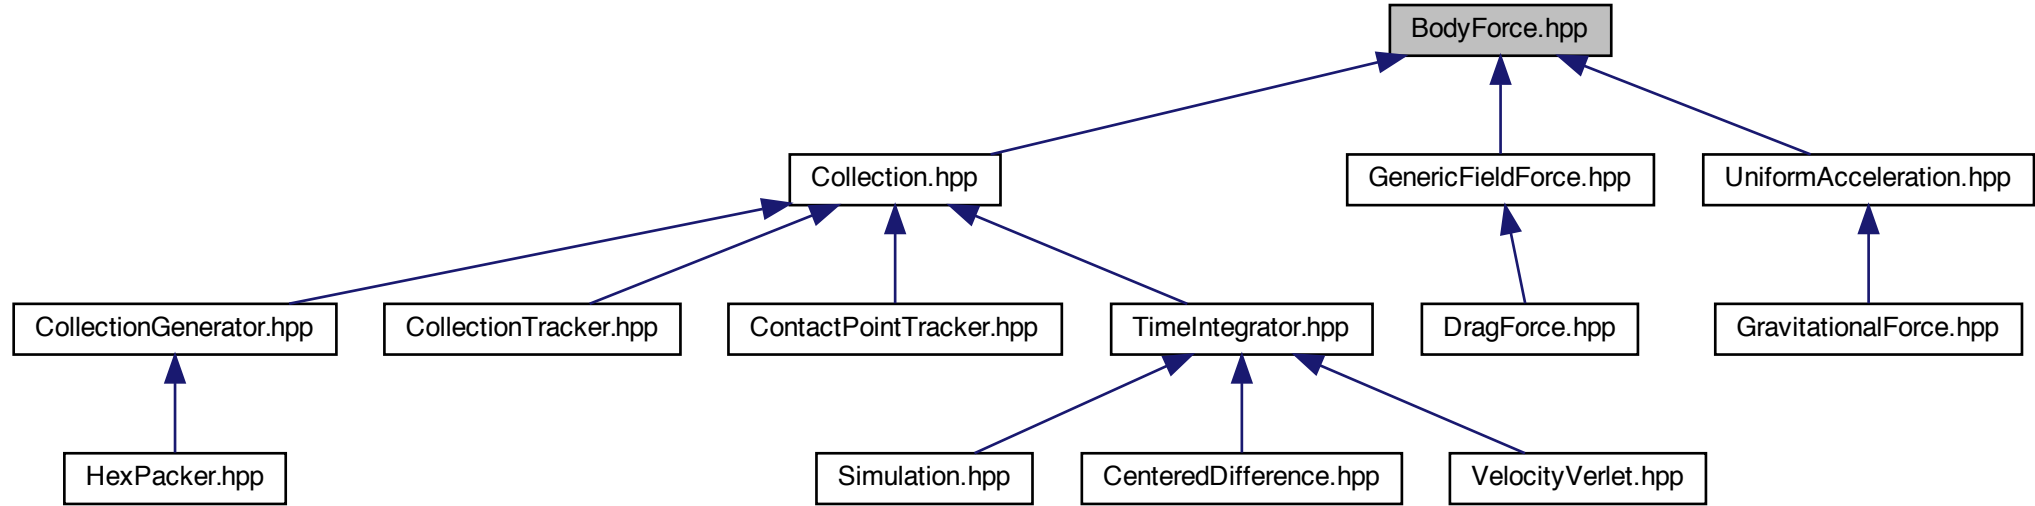 BodyForce.hpp
Collection.hpp
GenericFieldForce.hpp
UniformAcceleration.hpp
CollectionGenerator.hpp
CollectionTracker.hpp
ContactPointTracker.hpp
TimeIntegrator.hpp
DragForce.hpp
GravitationalForce.hpp
HexPacker.hpp
Simulation.hpp
CenteredDifference.hpp
VelocityVerlet.hpp